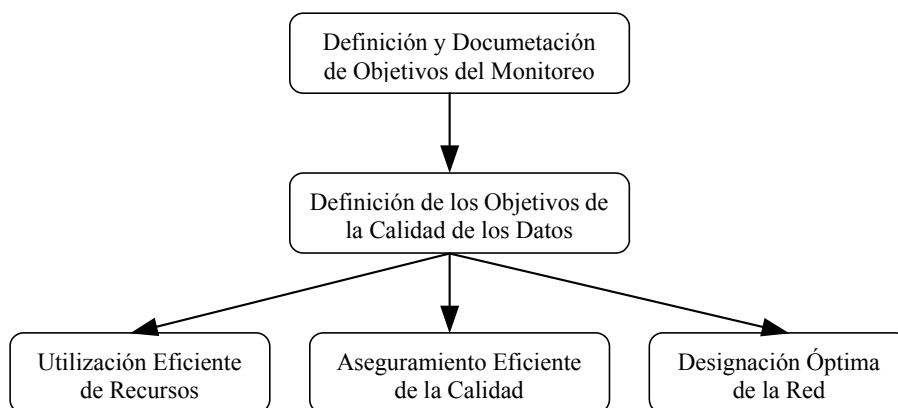 Definición y Documetación
de Objetivos del Monitoreo
Definición de los Objetivos de
la Calidad de los Datos
Utilización Eficiente
de Recursos
Aseguramiento Eficiente
de la Calidad
Designación Óptima
de la Red